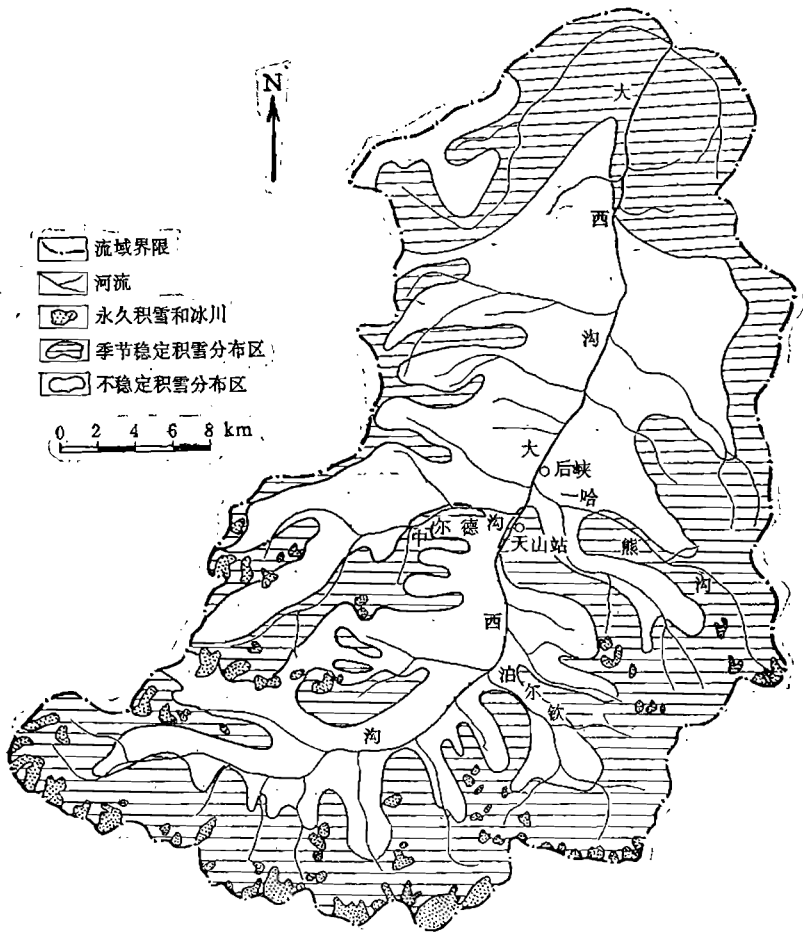 N
流域界限
河流
永久积雪和冰川
季节稳定积雪分布区
不稳定积雪分布区
0 2 4 6 8 km
大
西
沟
大
后峡
一哈
熊
沟
中尔德沟
天山站
西
泊尔钦
沟